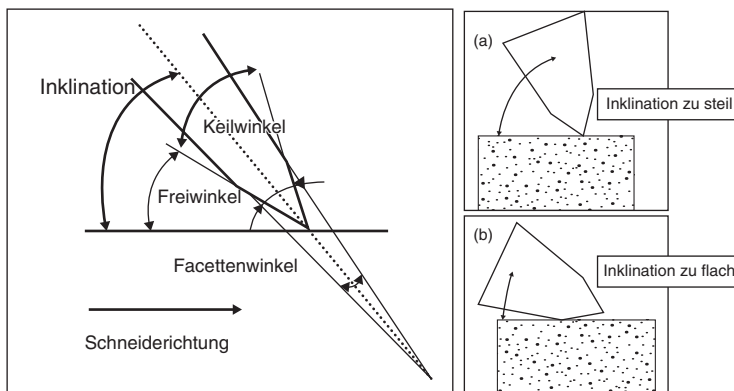 Inklination
Keilwinkel
Freiwinkel
Facettenwinkel
Schneiderichtung
(a)
Inklination zu steil
(b)
Inklination zu flach